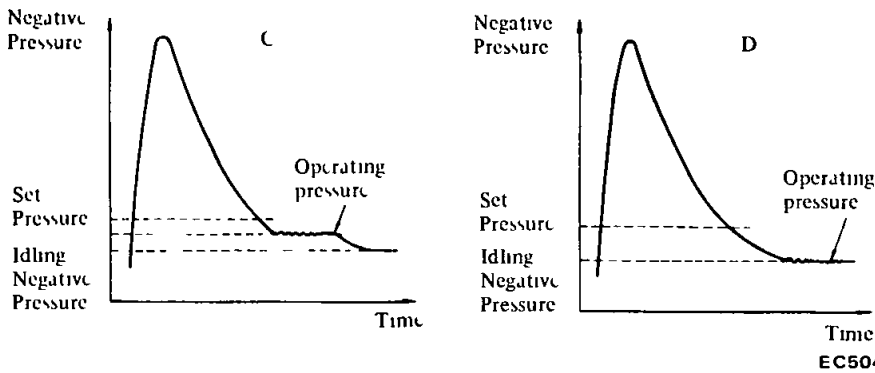 Negative
Pressure
C
Operating
pressure
Set
Pressure
Idling
Negative
Pressure
Time
Negative
Pressure
D
Operating
pressure
Set
Pressure
Idling
Negative
Pressure
Time
EC504